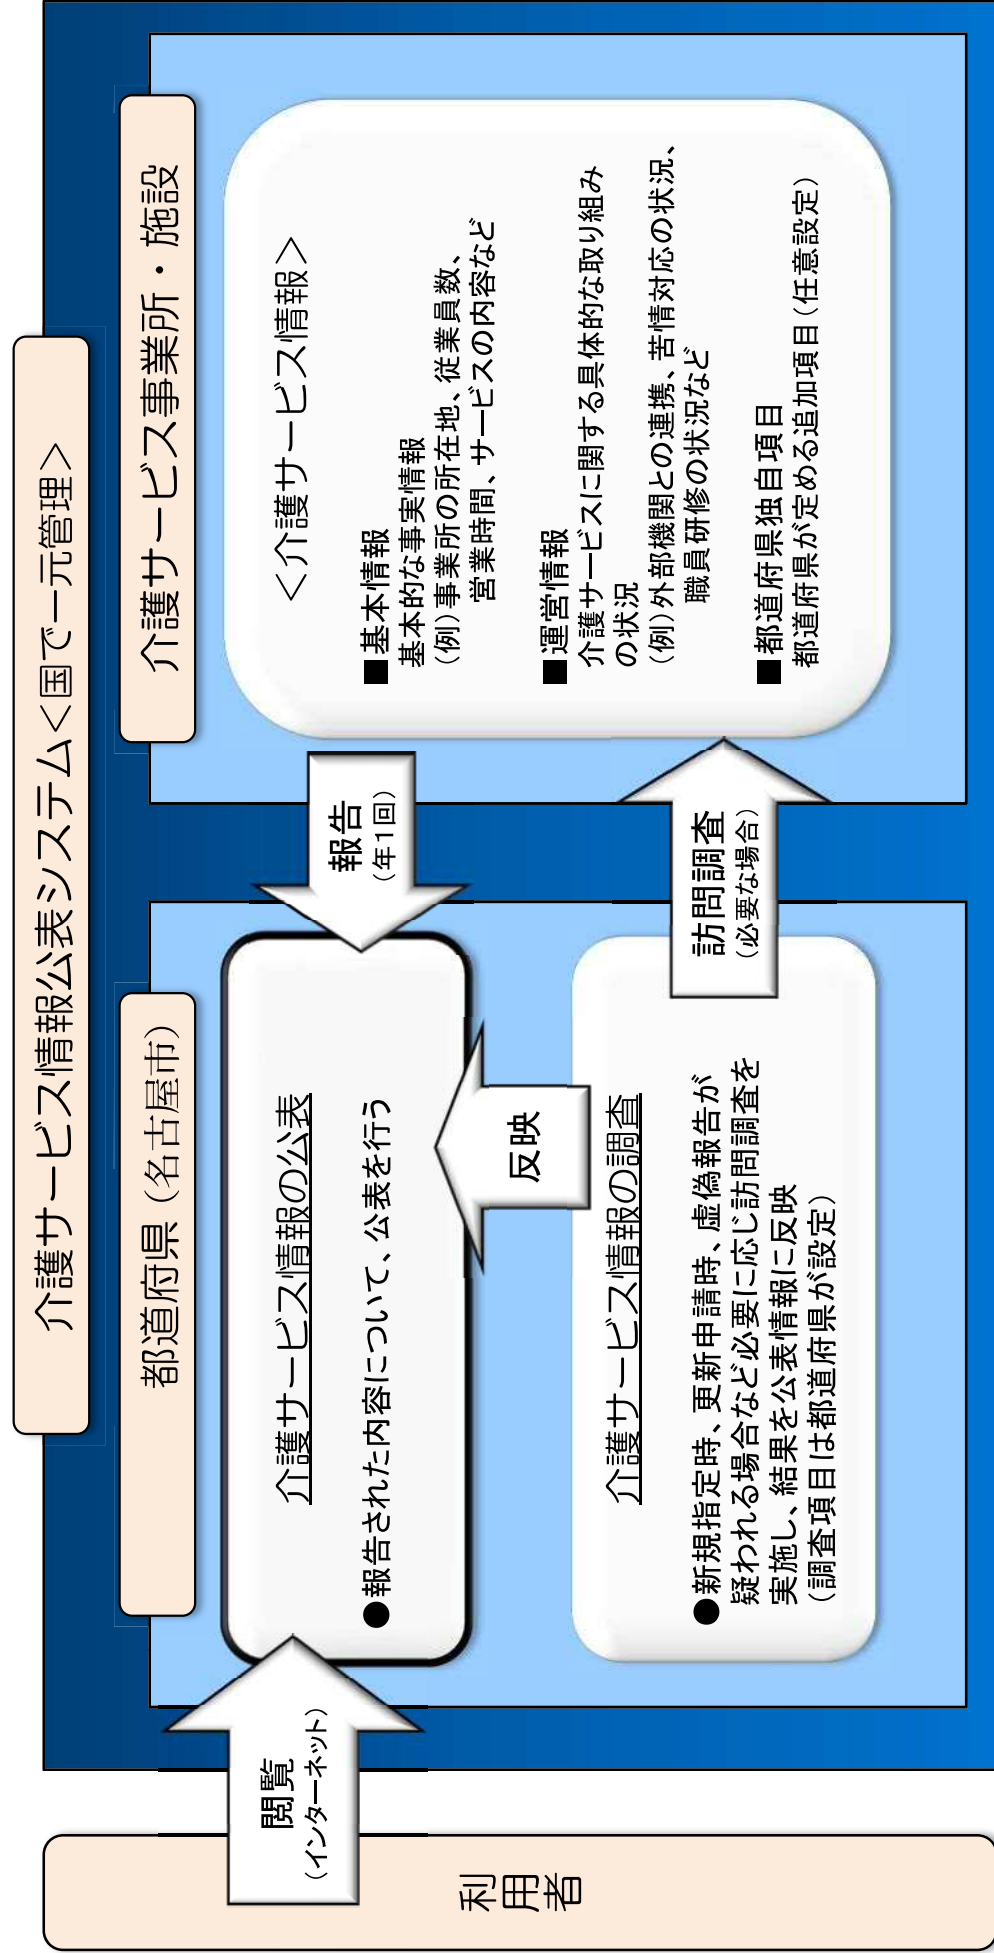 介護サービス情報公表システム＜国で一元管理＞
利用者
閲覧
（インターネット）
都道府県（名古屋市）
介護サービス情報の公表
●報告された内容について、公表を行う
反映
介護サービス情報の調査
●新規指定時、更新申請時、虚偽報告が
疑われる場合など必要に応じ訪問調査を
実施し、結果を公表情報に反映
（調査項目は都道府県が設定）
報告
（年１回）
訪問調査
（必要な場合）
介護サービス事業所・施設
＜介護サービス情報＞
■基本情報
基本的な事実情報
（例）事業所の所在地、従業員数、
営業時間、サービスの内容など
■運営情報
介護サービスに関する具体的な取り組み
の状況
（例）外部機関との連携、苦情対応の状況、
職員研修の状況など
■都道府県独自項目
都道府県が定める追加項目（任意設定）